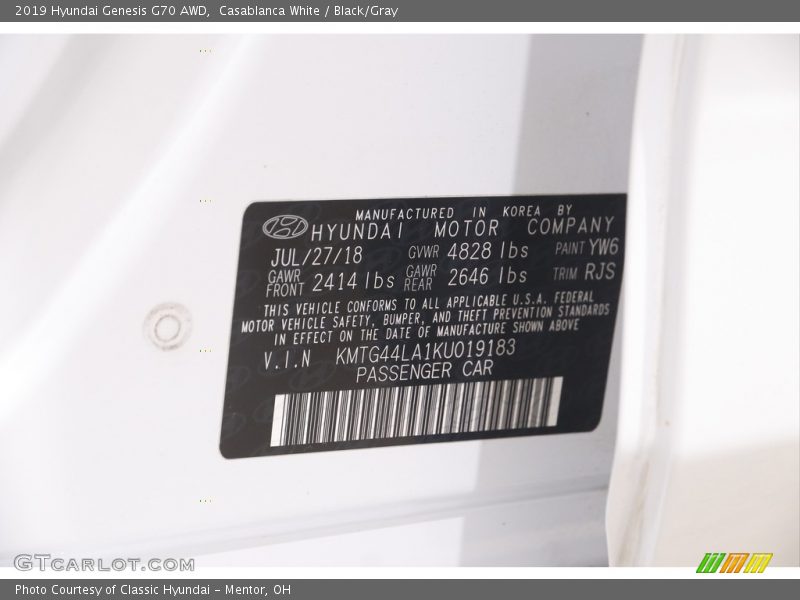 2019 Hyundai Genesis G70 AWD,  Casablanca White / Black/Gray
MANUFACTURED IN KOREA BY
HYUNDAI MOTOR COMPANY
JUL/27/18 GVWR 4828 lbs PAINT YW6
GAWR FRONT 2414 lbs GAWR REAR 2646 lbs TRIM RJS
THIS VEHICLE CONFORMS TO ALL APPLICABLE U.S.A. FEDERAL
MOTOR VEHICLE SAFETY, BUMPER, AND THEFT PREVENTION STANDARDS
IN EFFECT ON THE DATE OF MANUFACTURE SHOWN ABOVE
V.I.N KMTG44LA1KU019183
PASSENGER CAR
GTCARLOT.COM
Photo Courtesy of Classic Hyundai - Mentor, OH